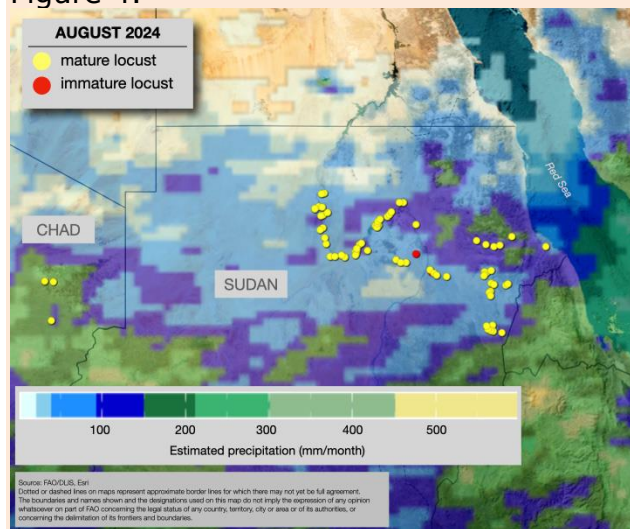 Figure 4.
AUGUST 2024
mature locust
immature locust
Red Sea
CHAD
SUDAN
100 200 300 400 500
Estimated precipitation (mm/month)
Source: FAO/DLIS, Esri
Dotted or dashed lines on maps represent approximate border lines for which there may not yet be full agreement.
The boundaries and names shown and the designations used on this map do not imply the expression of any opinion
whatsoever on part of FAO concerning the legal status of any country, territory, city or area or of its authorities, or
concerning the delimitation of its frontiers and boundaries.